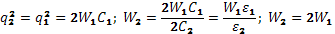 q₂² = q₁² = 2W₁C₁; W₂ = 2W₁C₁/2C₂ = W₁ε₁/ε₂; W₂ = 2W₁